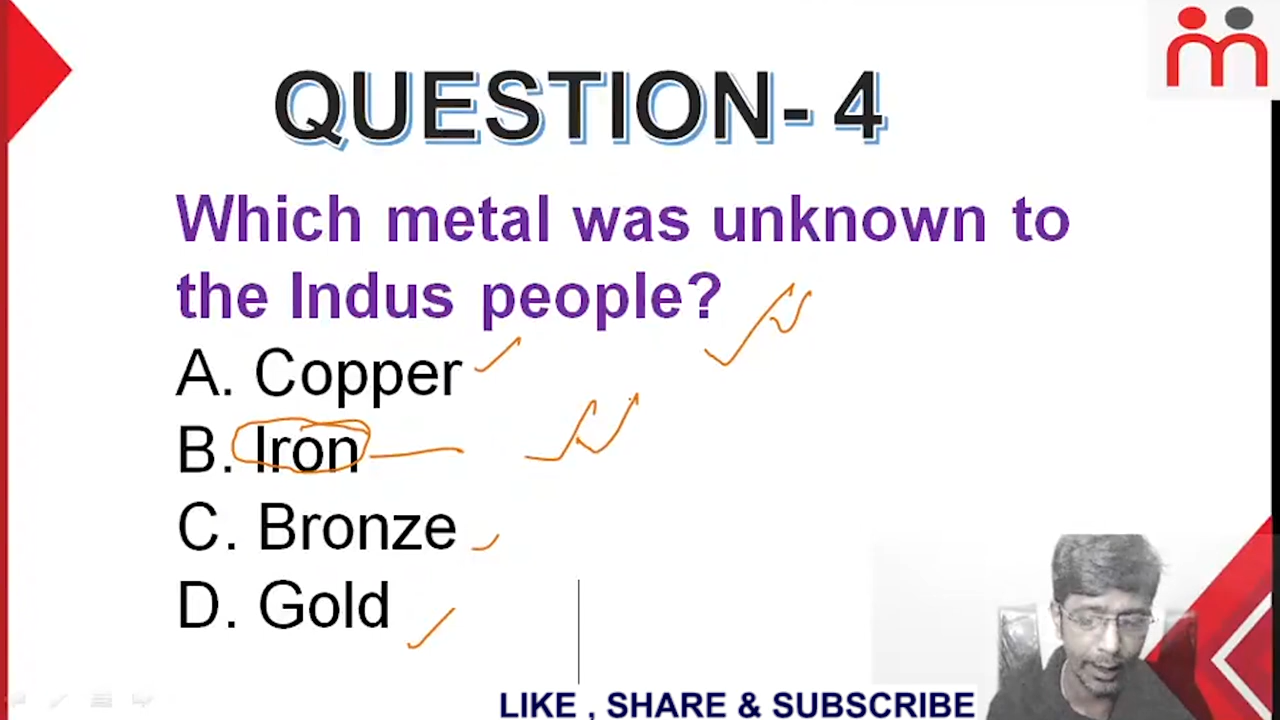 QUESTION- 4
Which metal was unknown to
the Indus people?
A. Copper
B. Iron
C. Bronze
D. Gold
LIKE , SHARE & SUBSCRIBE